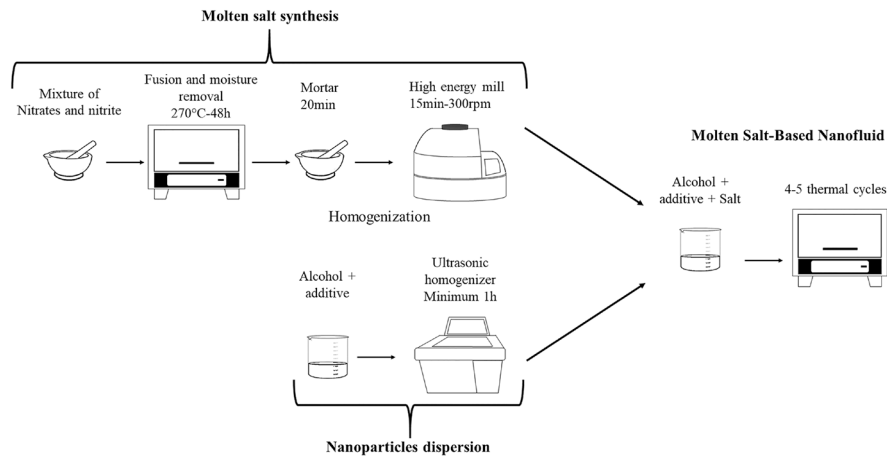 Molten salt synthesis
Mixture of
Nitrates and nitrite
Fusion and moisture
removal
270°C-48h
Mortar
20min
High energy mill
15min-300rpm
Homogenization
Alcohol +
additive
Ultrasonic
homogenizer
Minimum 1h
Nanoparticles dispersion
Molten Salt-Based Nanofluid
Alcohol +
additive + Salt
4-5 thermal cycles